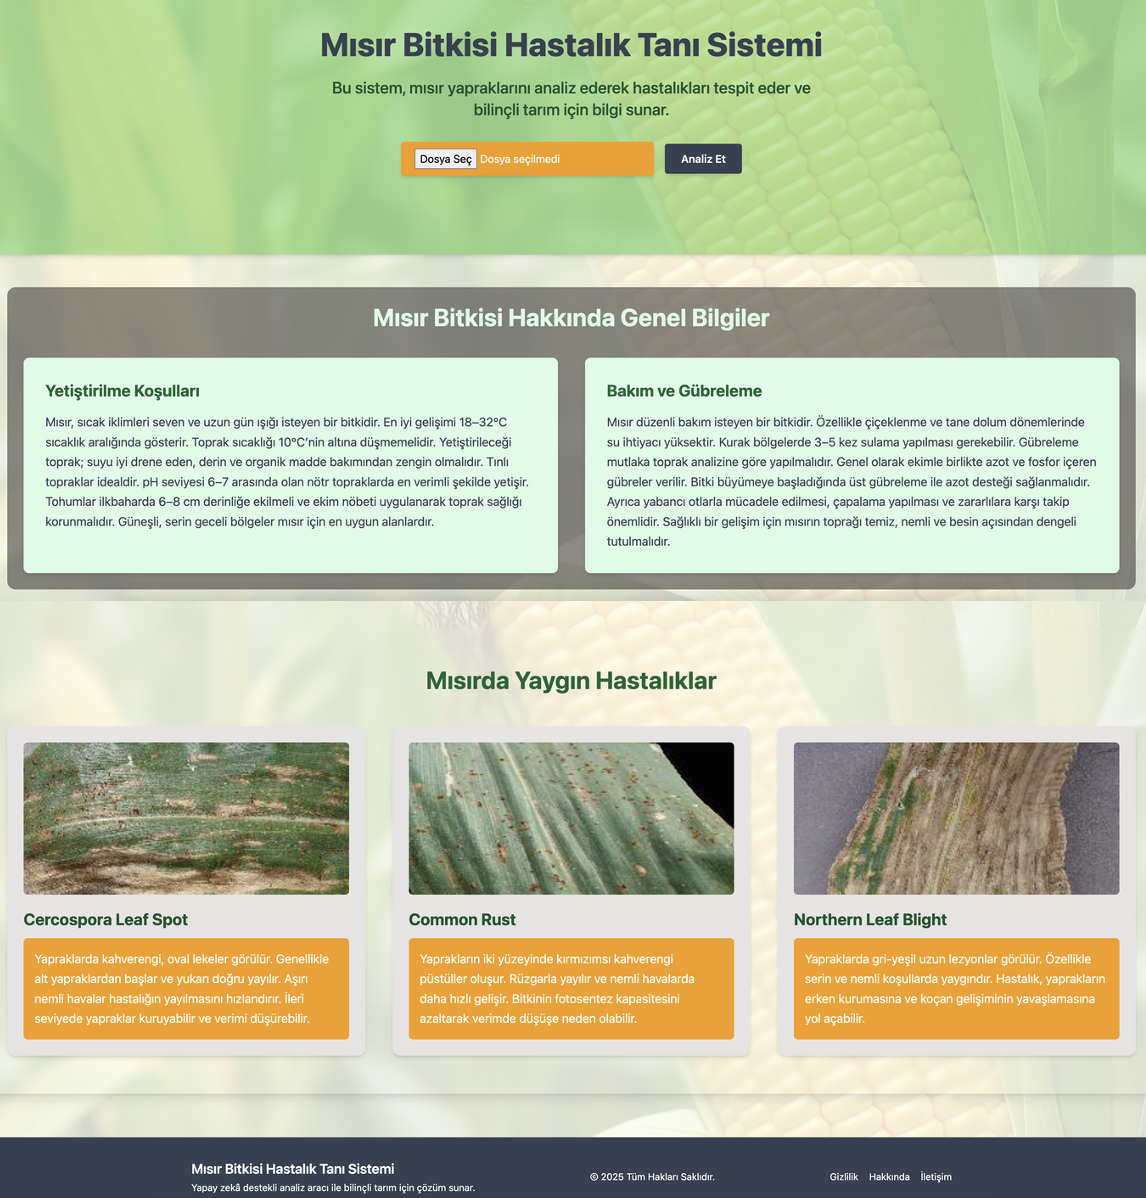 Mısır Bitkisi Hastalık Tanı Sistemi
Bu sistem, mısır yapraklarını analiz ederek hastalıkları tespit eder ve
bilinçli tarım için bilgi sunar.
Dosya Seç Dosya seçilmedi
Analiz Et
Mısır Bitkisi Hakkında Genel Bilgiler
Yetiştirilme Koşulları
Mısır, sıcak iklimleri seven ve uzun gün ışığı isteyen bir bitkidir. En iyi gelişimi 18–32°C
sıcaklık aralığında gösterir. Toprak sıcaklığı 10°C'nin altına düşmemelidir. Yetiştirileceği
toprak; suyu iyi drene eden, derin ve organik madde bakımından zengin olmalıdır. Tınlı
topraklar idealdir. pH seviyesi 6–7 arasında olan nötr topraklarda en verimli şekilde yetişir.
Tohumlar ilkbaharda 6–8 cm derinliğe ekilmeli ve ekim nöbeti uygulanarak toprak sağlığı
korunmalıdır. Güneşli, serin geceli bölgeler mısır için en uygun alanlardır.
Bakım ve Gübreleme
Mısır düzenli bakım isteyen bir bitkidir. Özellikle çiçeklenme ve tane dolum dönemlerinde
su ihtiyacı yüksektir. Kurak bölgelerde 3–5 kez sulama yapılması gerekebilir. Gübreleme
mutlaka toprak analizine göre yapılmalıdır. Genel olarak ekimle birlikte azot ve fosfor içeren
gübreler verilir. Bitki büyümeye başladığında üst gübreleme ile azot desteği sağlanmalıdır.
Ayrıca yabancı otlarla mücadele edilmesi, çapalama yapılması ve zararlılara karşı takip
önemlidir. Sağlıklı bir gelişim için mısırın toprağı temiz, nemli ve besin açısından dengeli
tutulmalıdır.
Mısırda Yaygın Hastalıklar
Cercospora Leaf Spot
Yapraklarda kahverengi, oval lekeler görülür. Genellikle
alt yapraklardan başlar ve yukarı doğru yayılır. Aşırı
nemli havalar hastalığın yayılmasını hızlandırır. İleri
seviyede yapraklar kuruyabilir ve verimi düşürebilir.
Common Rust
Yaprakların iki yüzeyinde kırmızımsı kahverengi
püstüller oluşur. Rüzgarla yayılır ve nemli havalarda
daha hızlı gelişir. Bitkinin fotosentez kapasitesini
azaltarak verimde düşüşe neden olabilir.
Northern Leaf Blight
Yapraklarda gri-yeşil uzun lezyonlar görülür. Özellikle
serin ve nemli koşullarda yaygındır. Hastalık, yaprakların
erken kurumasına ve koçan gelişiminin yavaşlamasına
yol açabilir.
Mısır Bitkisi Hastalık Tanı Sistemi
Yapay zekâ destekli analiz aracı ile bilinçli tarım için çözüm sunar.
© 2025 Tüm Hakları Saklıdır.
Gizlilik Hakkında İletişim